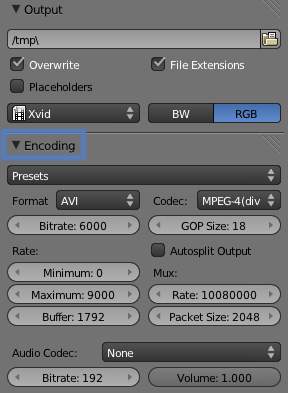 Output
/tmp\
Overwrite File Extensions
Placeholders
Xvid BW RGB
Encoding
Presets
Format AVI Codec: MPEG-4(div
Bitrate: 6000 GOP Size: 18
Rate: Autosplit Output
Minimum: 0 Mux:
Maximum: 9000 Rate: 10080000
Buffer: 1792 Packet Size: 2048
Audio Codec: None
Bitrate: 192 Volume: 1.000